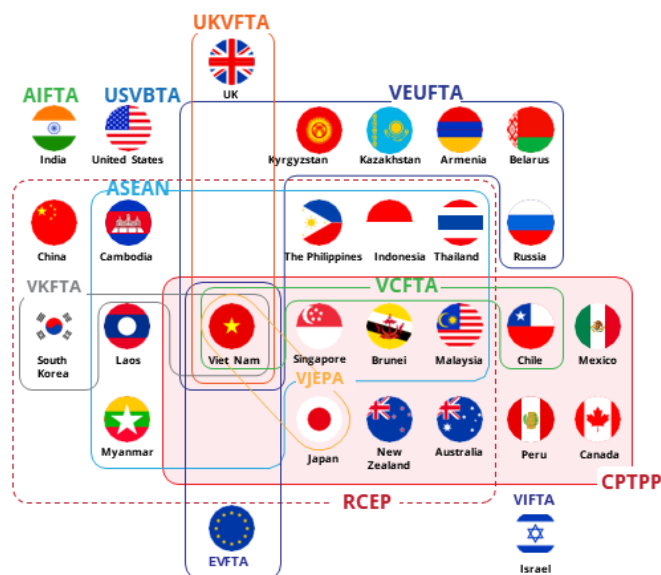 UKVFTA
UK
AIFTA
USVBTA
VEUFTA
India
United States
Kyrgyzstan
Kazakhstan
Armenia
Belarus
ASEAN
China
Cambodia
The Philippines
Indonesia
Thailand
Russia
VKFTA
VCFTA
South
Korea
Laos
Viet Nam
Singapore
Brunei
Malaysia
Chile
Mexico
VJEPA
Myanmar
Japan
New
Zealand
Australia
Peru
Canada
CPTPP
RCEP
VIFTA
EVFTA
Israel